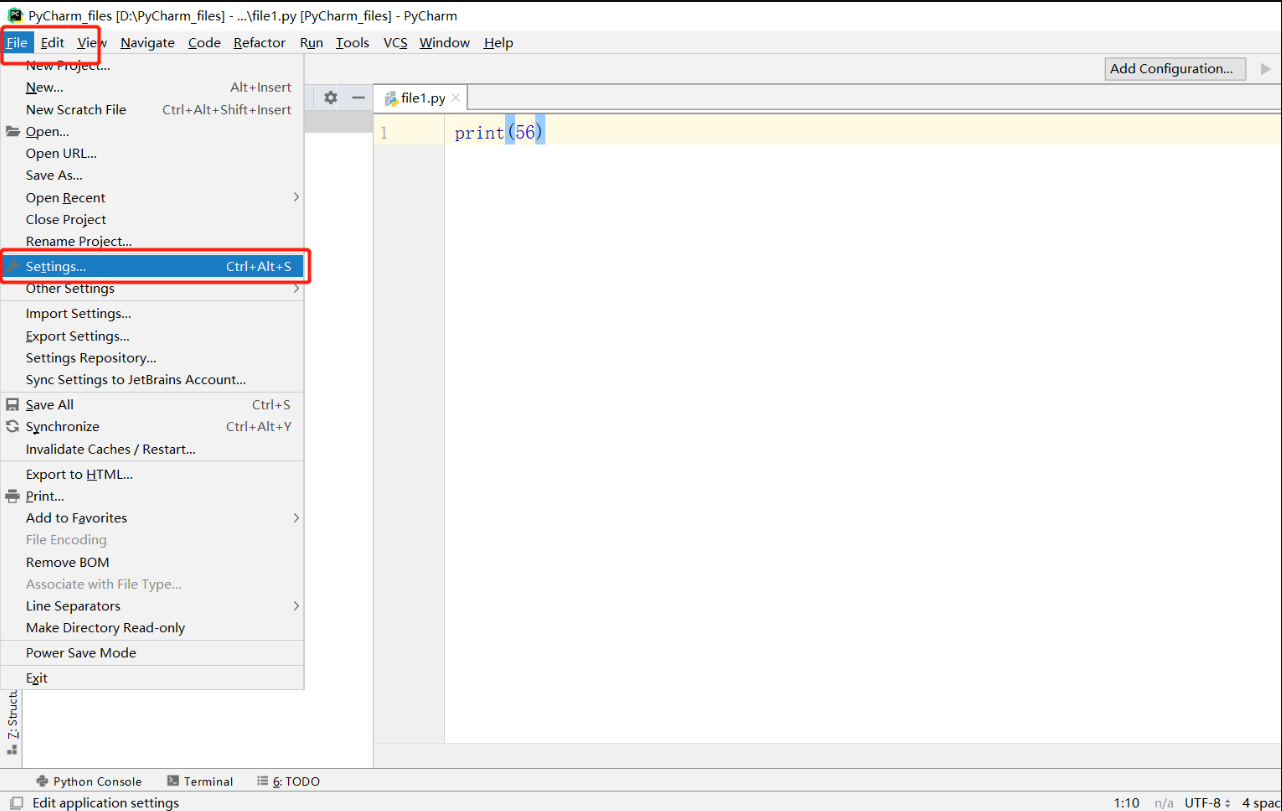 PyCharm_files [D:\PyCharm_files] - ...\file1.py [PyCharm_files] - PyCharm
File Edit View Navigate Code Refactor Run Tools VCS Window Help
New Project...
Add Configuration...
New... Alt+Insert
file1.py
New Scratch File Ctrl+Alt+Shift+Insert
Open...
1 print(56)
Open URL...
Save As...
Open Recent
Close Project
Rename Project...
Settings... Ctrl+Alt+S
Other Settings
Import Settings...
Export Settings...
Settings Repository...
Sync Settings to JetBrains Account...
Save All Ctrl+S
Synchronize Ctrl+Alt+Y
Invalidate Caches / Restart...
Export to HTML...
Print...
Add to Favorites
File Encoding
Remove BOM
Associate with File Type...
Line Separators
Make Directory Read-only
Power Save Mode
Exit
Python Console Terminal 6: TODO
Edit application settings 1:10 n/a UTF-8 4 spac